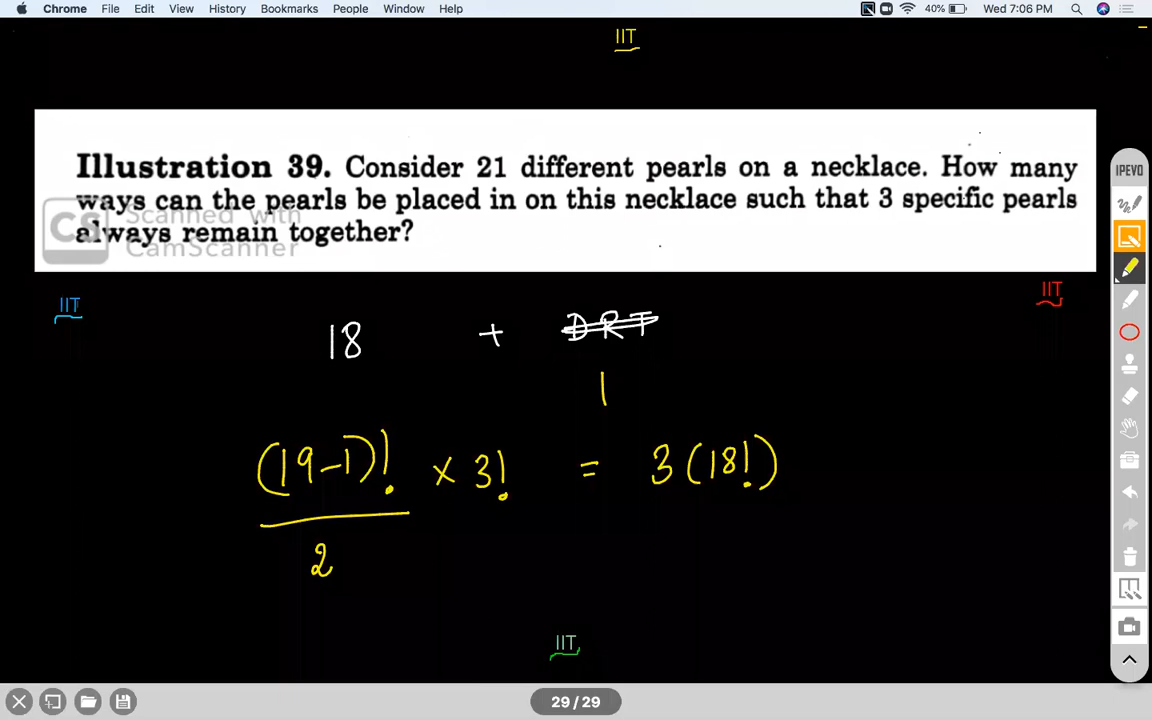 Chrome File Edit View History Bookmarks People Window Help 40% Wed 7:06 PM
IIT
Illustration 39. Consider 21 different pearls on a necklace. How many
ways can the pearls be placed in on this necklace such that 3 specific pearls
always remain together?
CS Scanned with
CamScanner
IPEVO
IIT
IIT
18 + D R T
1
(19-1)! × 3! = 3(18!)
2
IIT
29 / 29